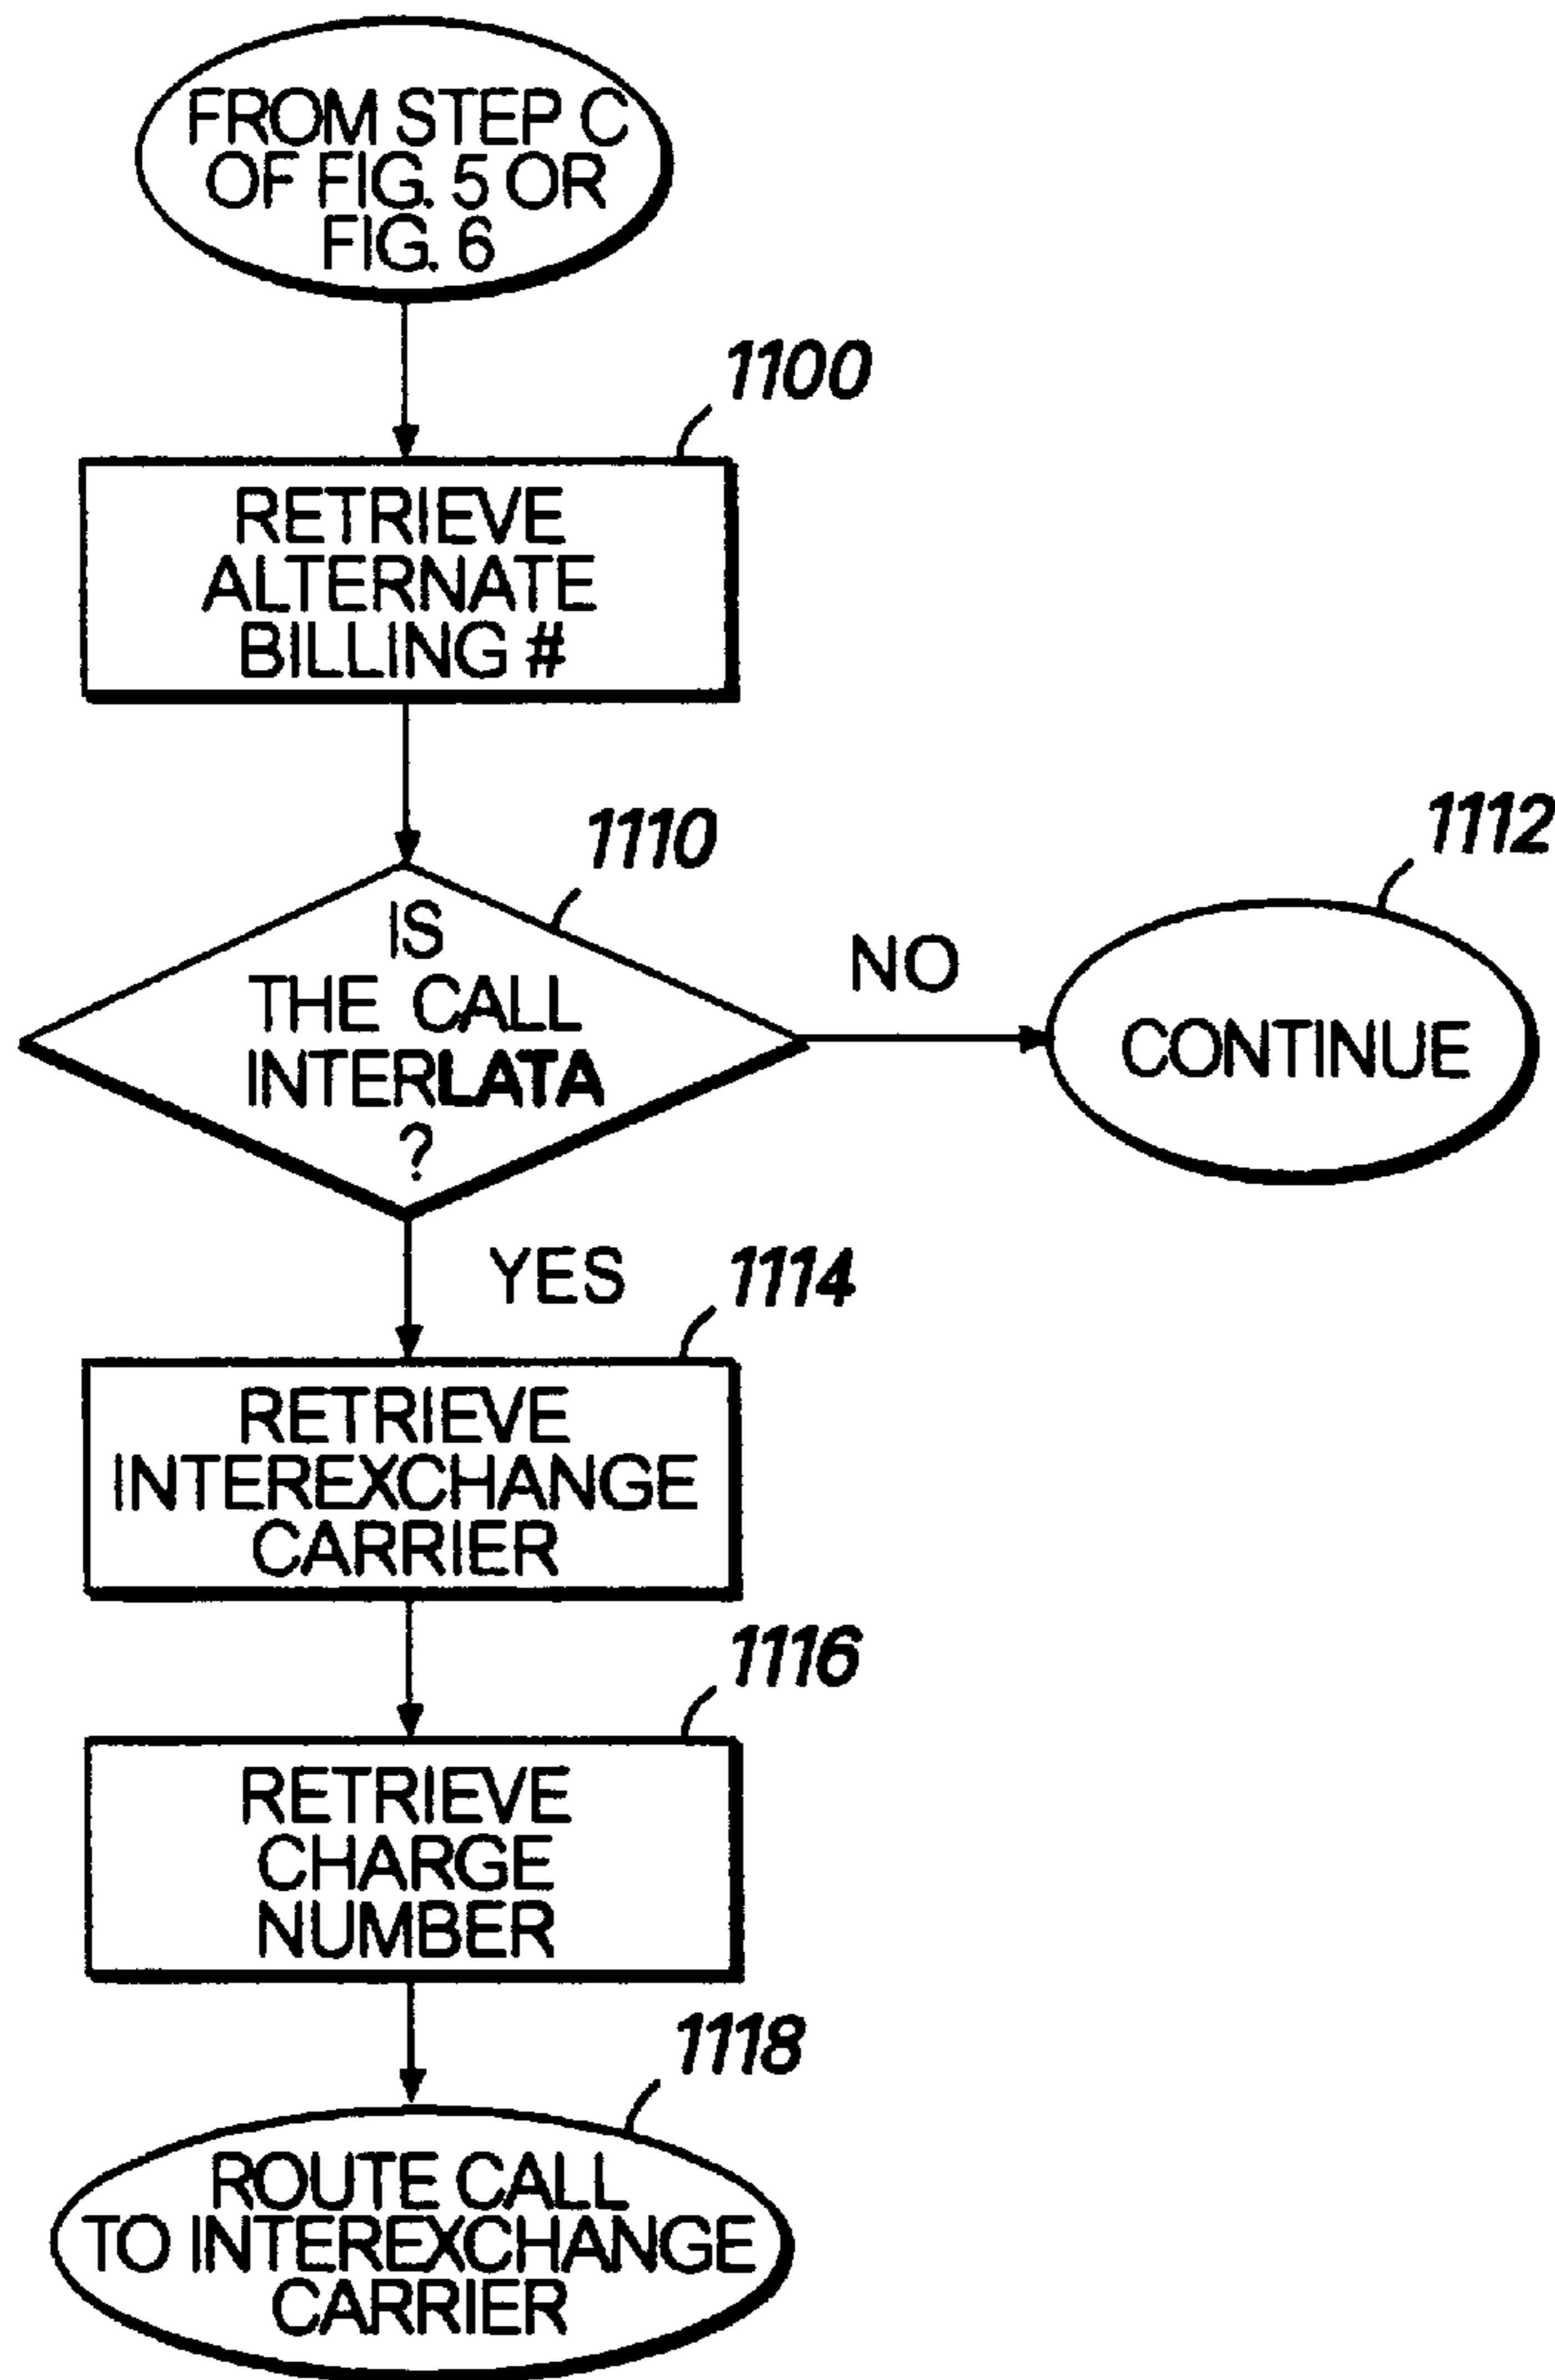 FROM STEP C
OF FIG. 5 OR
FIG. 6
1100
RETRIEVE
ALTERNATE
BILLING #
1110
1112
IS
THE CALL
INTERLATA
?
NO
CONTINUE
YES
1114
RETRIEVE
INTEREXCHANGE
CARRIER
1116
RETRIEVE
CHARGE
NUMBER
1118
ROUTE CALL
TO INTEREXCHANGE
CARRIER